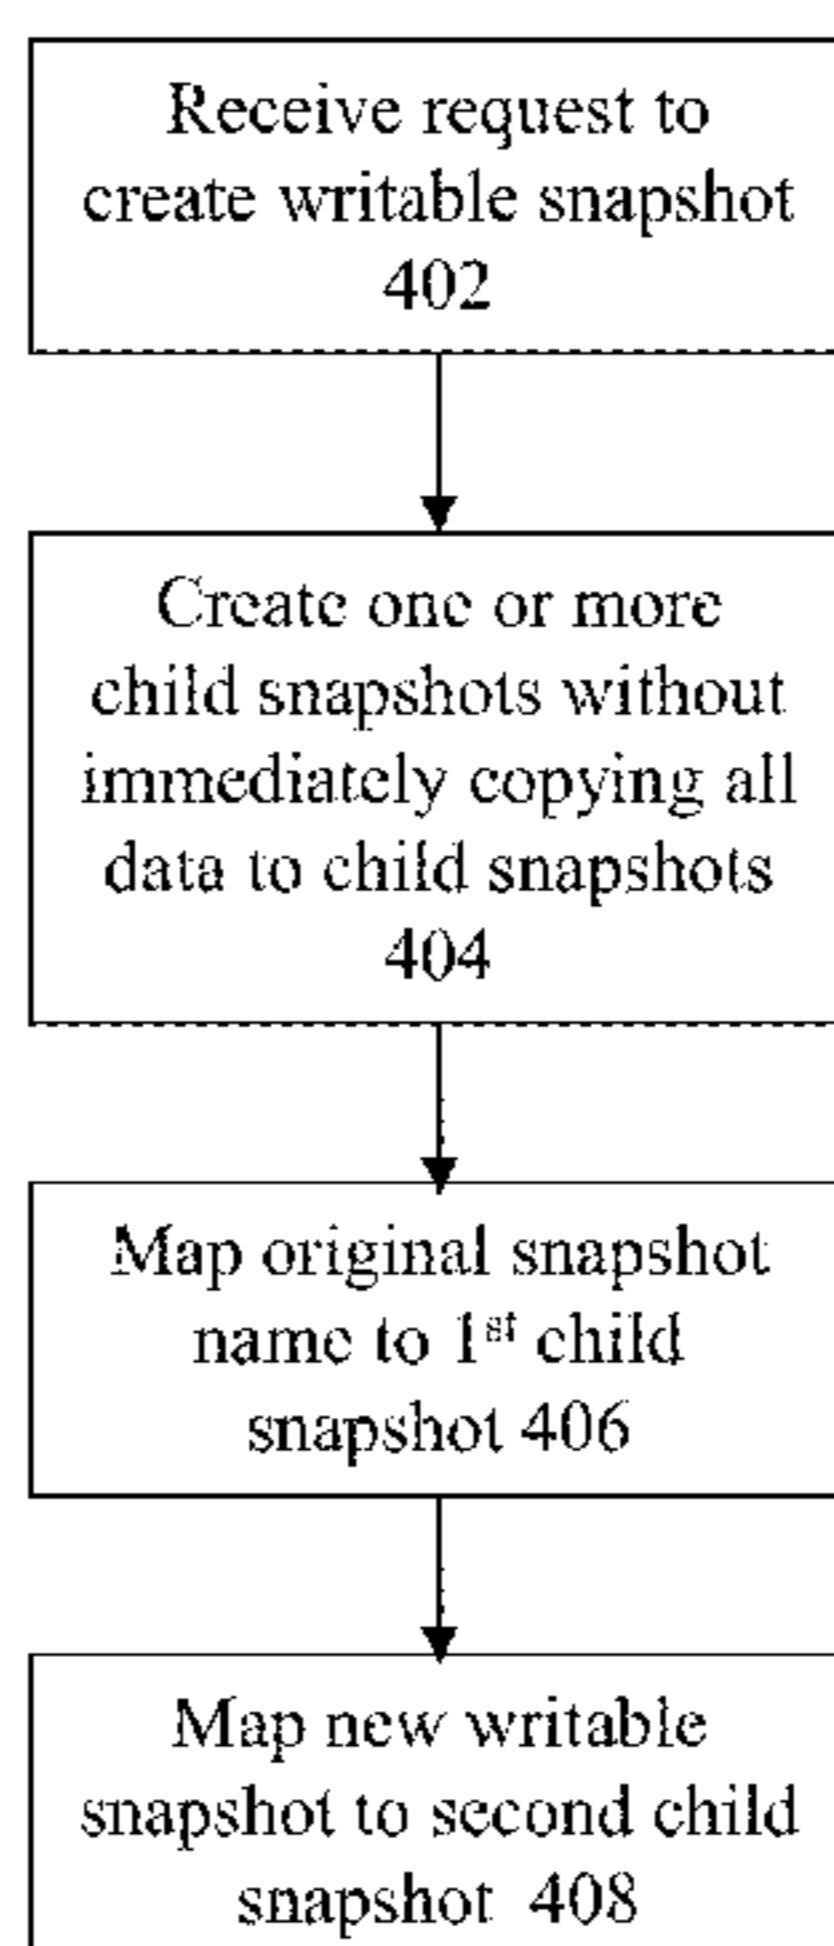 Receive request to
create writable snapshot
402
Create one or more
child snapshots without
immediately copying all
data to child snapshots
404
Map original snapshot
name to 1st child
snapshot 406
Map new writable
snapshot to second child
snapshot 408